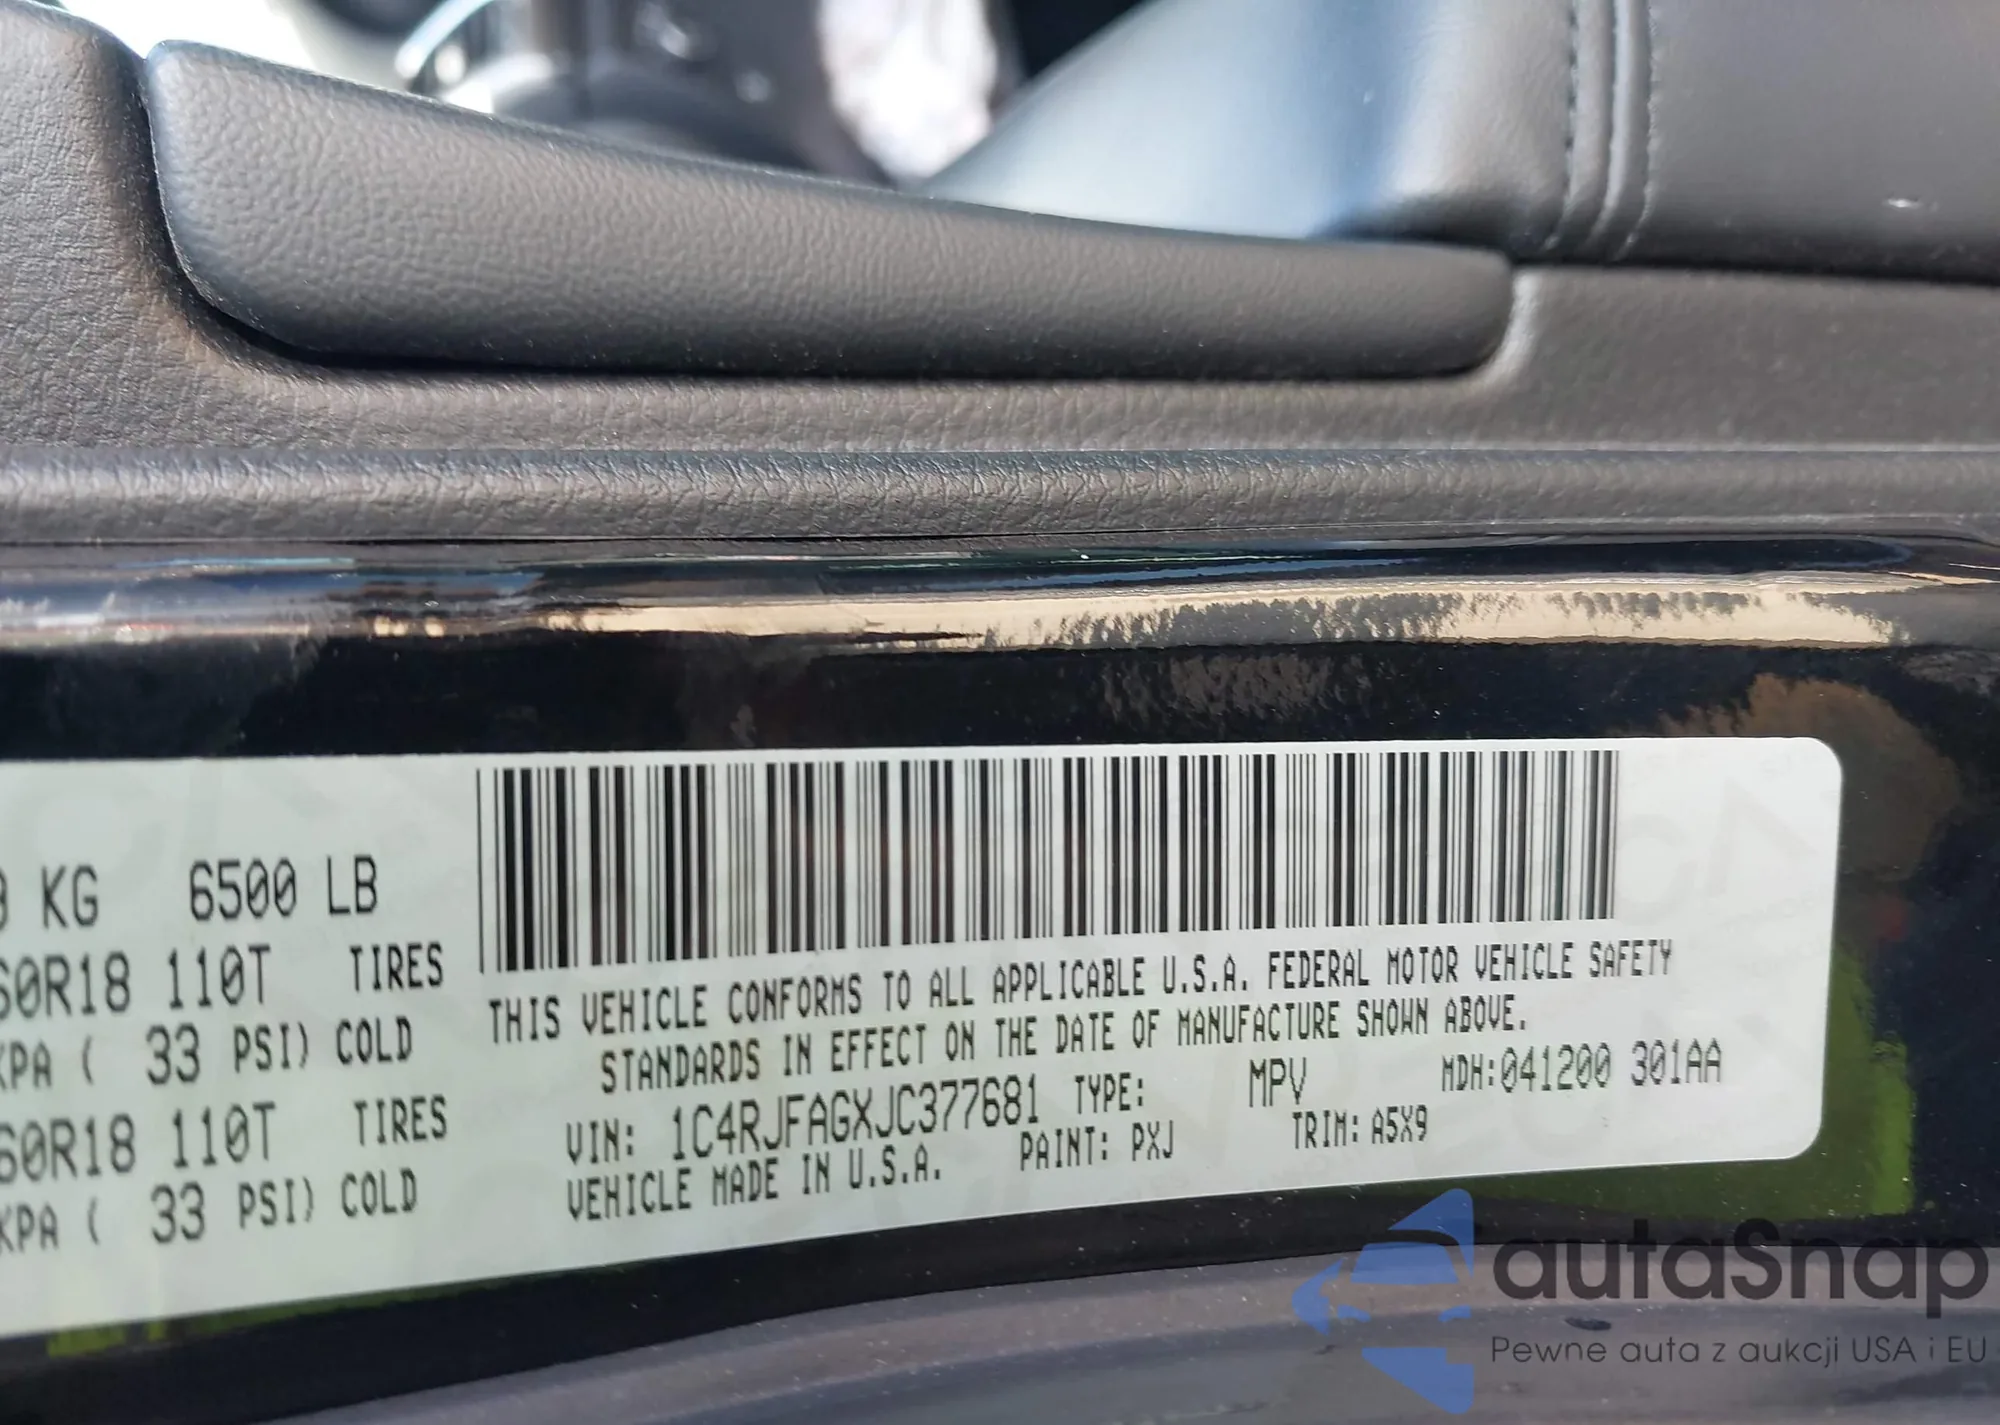 KG 6500 LB
60R18 110T TIRES
KPA ( 33 PSI) COLD
60R18 110T TIRES
KPA ( 33 PSI) COLD
THIS VEHICLE CONFORMS TO ALL APPLICABLE U.S.A. FEDERAL MOTOR VEHICLE SAFETY
STANDARDS IN EFFECT ON THE DATE OF MANUFACTURE SHOWN ABOVE.
VIN: 1C4RJFAGXJC377681 TYPE: MPV MDH:041200 301AA
VEHICLE MADE IN U.S.A. PAINT: PXJ TRIM: A5X9
autaSnap
Pewne auta z aukcji USA i EU